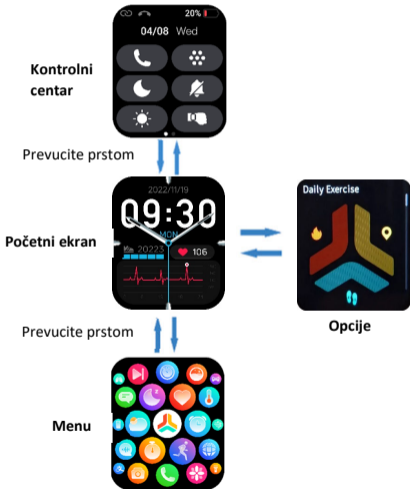 20%
04/08 Wed
Kontrolni
centar
Prevucite prstom
2022/11/19
09:30
MON
20223
106
Početni ekran
Daily Exercise
Opcije
Prevucite prstom
Menu